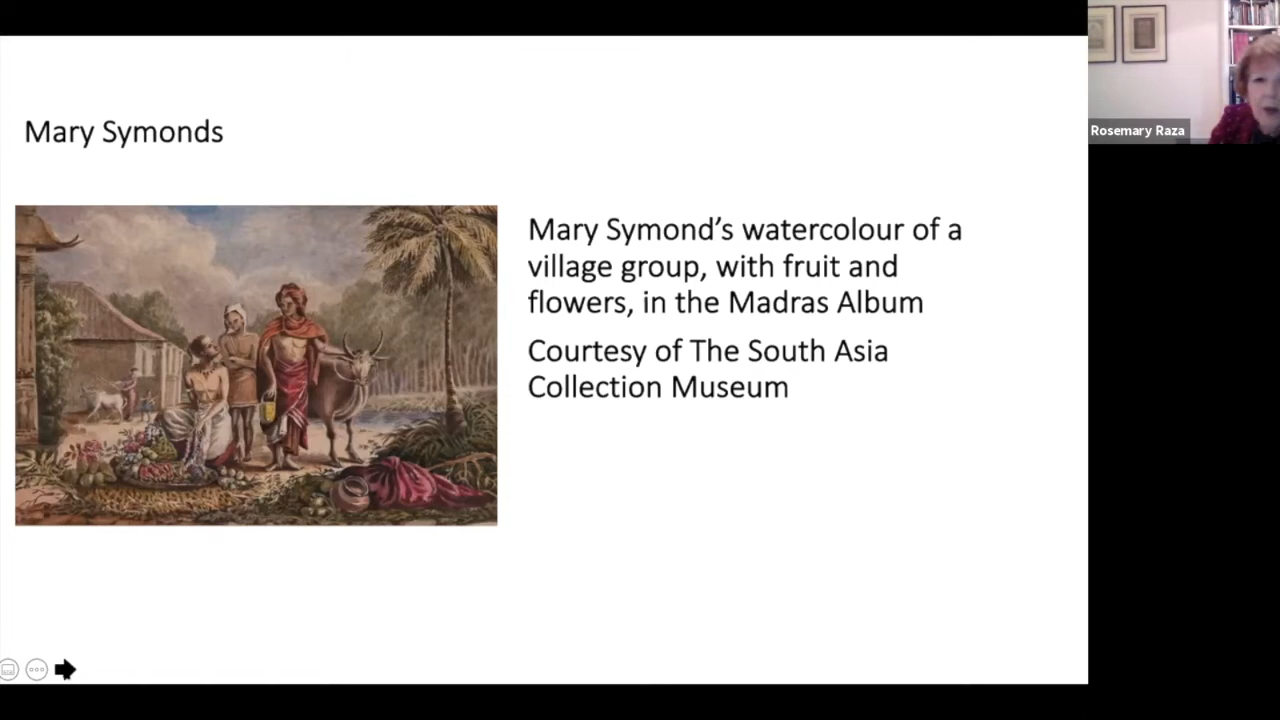 Mary Symonds
Mary Symond’s watercolour of a
village group, with fruit and
flowers, in the Madras Album
Courtesy of The South Asia
Collection Museum
Rosemary Raza